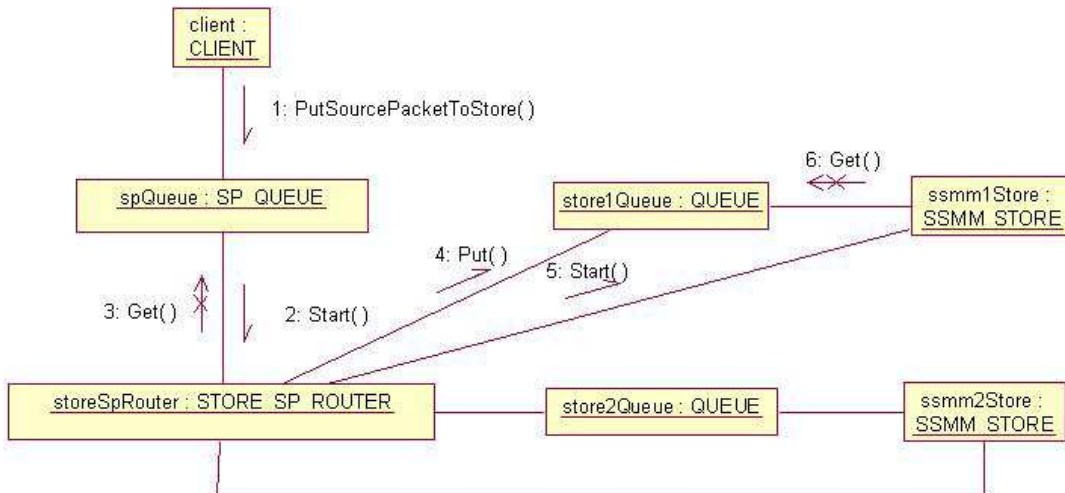 client :
CLIENT
1: PutSourcePacketToStore( )
6: Get( )
spQueue : SP_QUEUE
store1Queue : QUEUE
ssmm1Store :
SSMM_STORE
4: Put( )
5: Start( )
3: Get( )
2: Start( )
storeSpRouter : STORE_SP_ROUTER
store2Queue : QUEUE
ssmm2Store :
SSMM_STORE